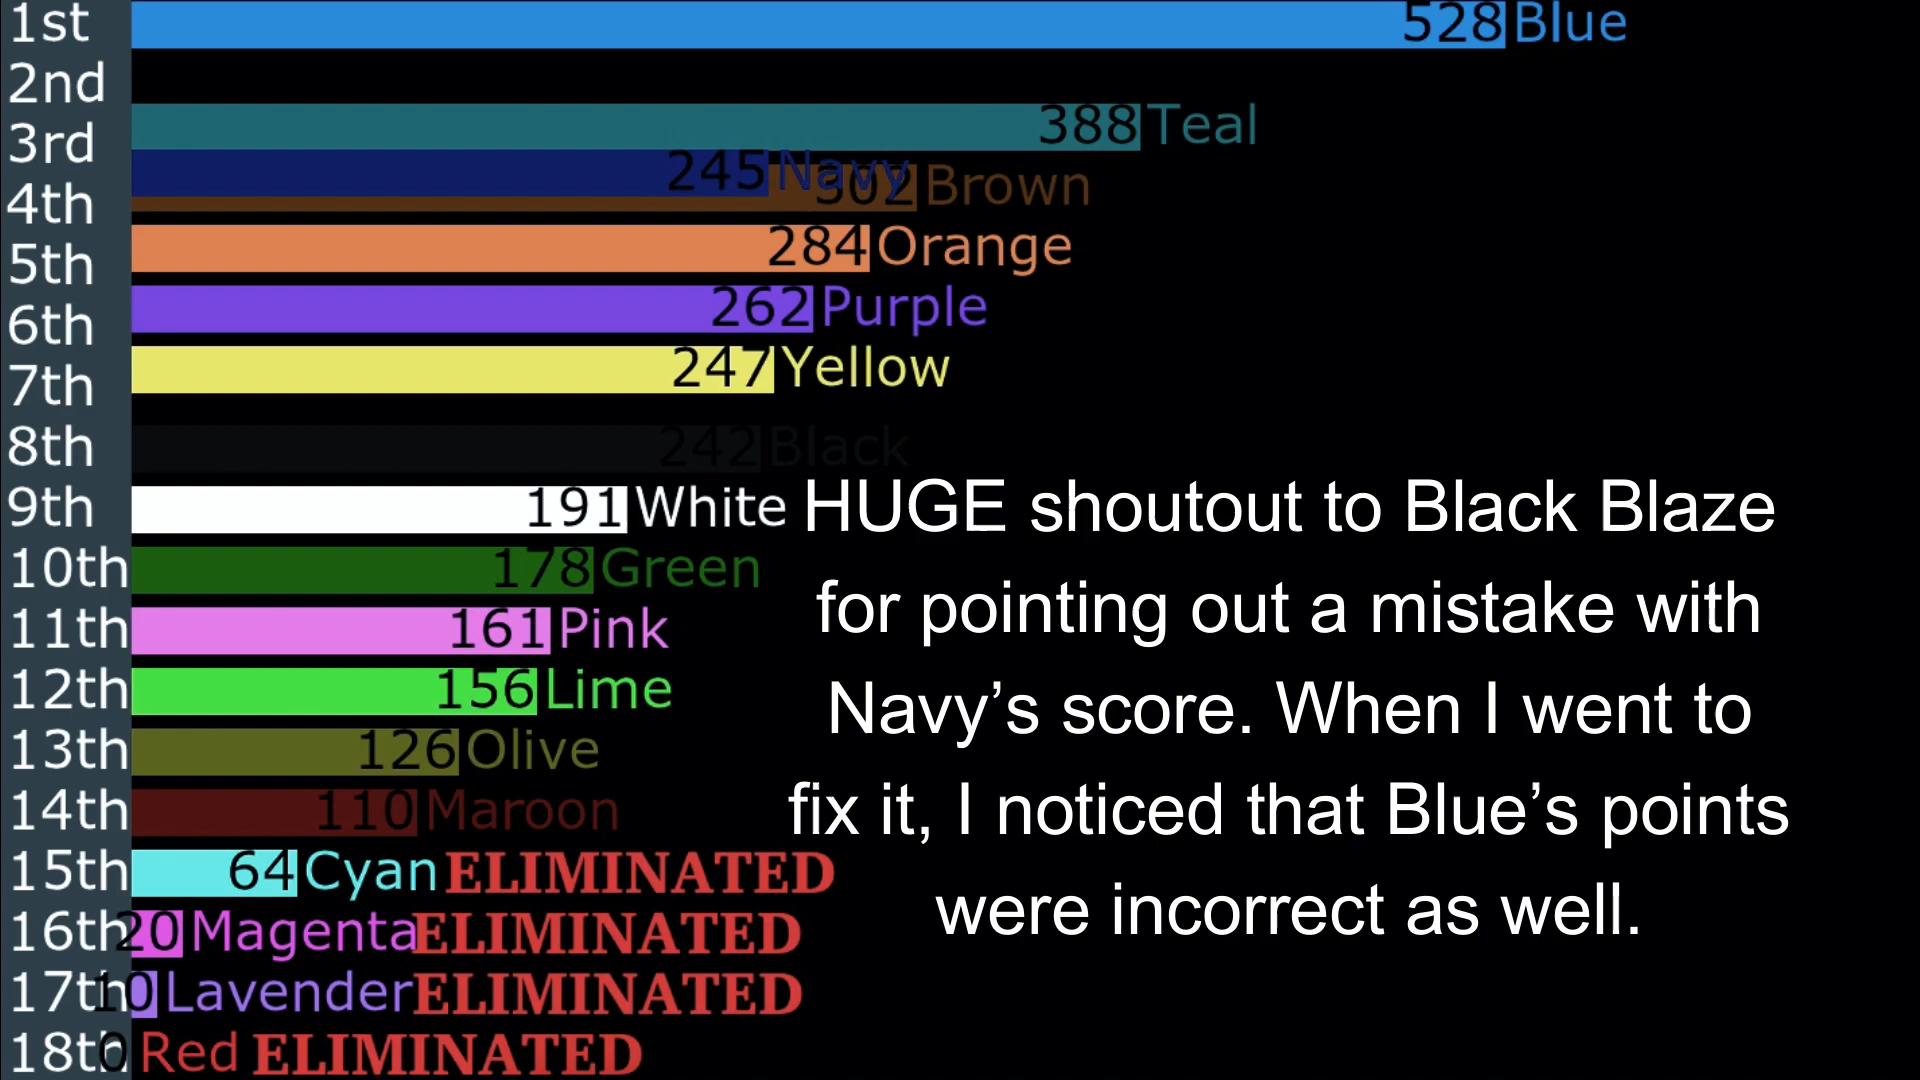 1st 528 Blue
2nd
388 Teal
3rd
245 Navy
302 Brown
4th
284 Orange
5th
262 Purple
6th
247 Yellow
7th
8th 242 Black
9th 191 White
10th 178 Green
11th 161 Pink
12th 156 Lime
13th 126 Olive
14th 110 Maroon
15th 64 Cyan ELIMINATED
16th 20 Magenta ELIMINATED
17th 10 Lavender ELIMINATED
18th 0 Red ELIMINATED
HUGE shoutout to Black Blaze
for pointing out a mistake with
Navy’s score. When I went to
fix it, I noticed that Blue’s points
were incorrect as well.